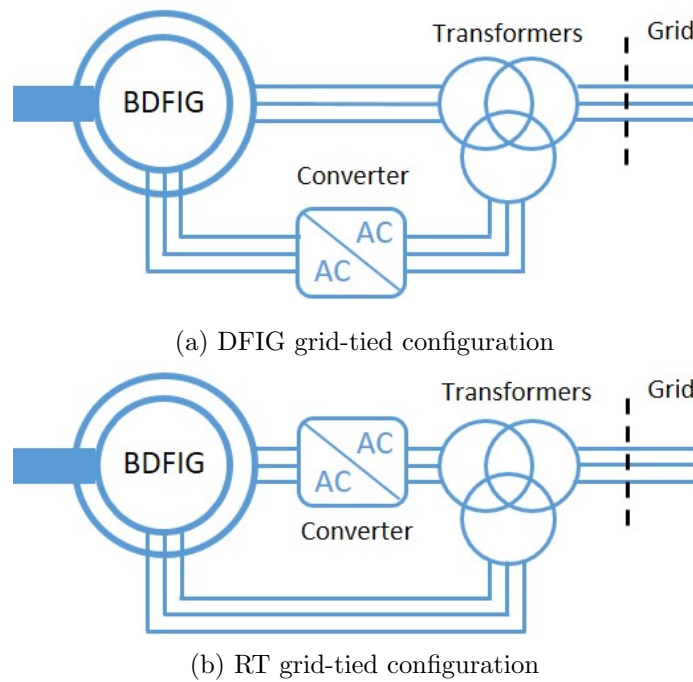 Transformers Grid
BDFIG
Converter
AC
AC
(a) DFIG grid-tied configuration
Transformers Grid
BDFIG
AC
AC
Converter
(b) RT grid-tied configuration